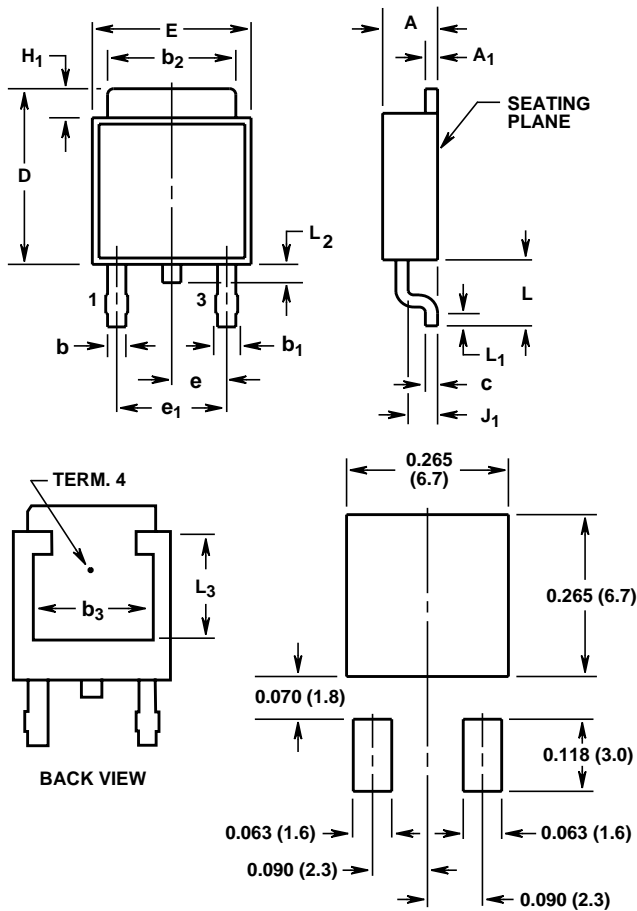 E
H1
b2
D
L2
1
3
b
b1
e
e1
A
A1
SEATING
PLANE
L
L1
c
J1
TERM. 4
L3
b3
BACK VIEW
0.265
(6.7)
0.265 (6.7)
0.070 (1.8)
0.118 (3.0)
0.063 (1.6)
0.063 (1.6)
0.090 (2.3)
0.090 (2.3)